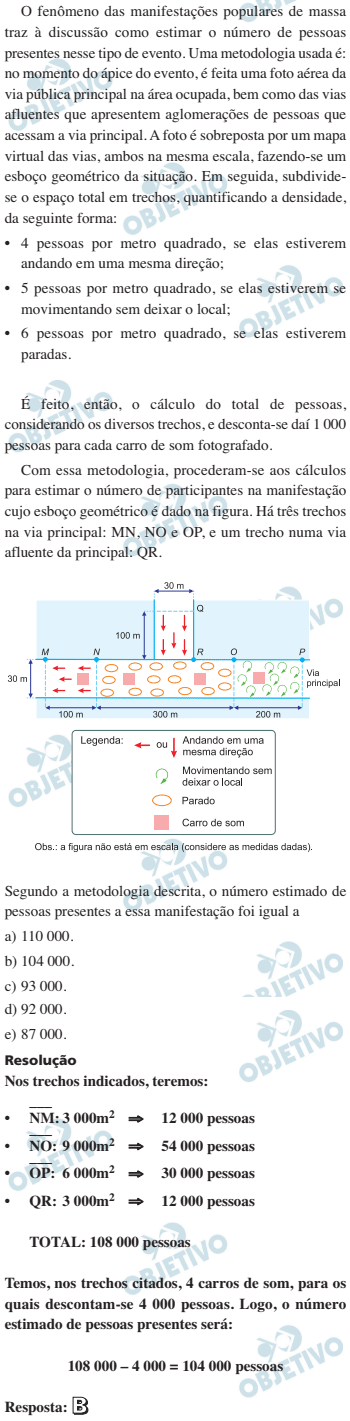 O fenômeno das manifestações populares de massa
traz à discussão como estimar o número de pessoas
presentes nesse tipo de evento. Uma metodologia usada é:
no momento do ápice do evento, é feita uma foto aérea da
via pública principal na área ocupada, bem como das vias
afluentes que apresentem aglomerações de pessoas que
acessam a via principal. A foto é sobreposta por um mapa
virtual das vias, ambos na mesma escala, fazendo-se um
esboço geométrico da situação. Em seguida, subdivide-
se o espaço total em trechos, quantificando a densidade,
da seguinte forma:
• 4 pessoas por metro quadrado, se elas estiverem
andando em uma mesma direção;
• 5 pessoas por metro quadrado, se elas estiverem se
movimentando sem deixar o local;
• 6 pessoas por metro quadrado, se elas estiverem
paradas.
É feito, então, o cálculo do total de pessoas,
considerando os diversos trechos, e desconta-se daí 1 000
pessoas para cada carro de som fotografado.
Com essa metodologia, procederam-se aos cálculos
para estimar o número de participantes na manifestação
cujo esboço geométrico é dado na figura. Há três trechos
na via principal: MN, NO e OP, e um trecho numa via
afluente da principal: QR.
30 m
Q
100 m
M N R O P
30 m
Via
principal
100 m 300 m 200 m
Legenda: ou Andando em uma
mesma direção
Movimentando sem
deixar o local
Parado
Carro de som
Obs.: a figura não está em escala (considere as medidas dadas).
Segundo a metodologia descrita, o número estimado de
pessoas presentes a essa manifestação foi igual a
a) 110 000.
b) 104 000.
c) 93 000.
d) 92 000.
e) 87 000.
Resolução
Nos trechos indicados, teremos:
• NM: 3 000m² ⇒ 12 000 pessoas
• NO: 9 000m² ⇒ 54 000 pessoas
• OP: 6 000m² ⇒ 30 000 pessoas
• QR: 3 000m² ⇒ 12 000 pessoas
TOTAL: 108 000 pessoas
Temos, nos trechos citados, 4 carros de som, para os
quais descontam-se 4 000 pessoas. Logo, o número
estimado de pessoas presentes será:
108 000 – 4 000 = 104 000 pessoas
Resposta: B
OBJETIVO
OBJETIVO
OBJETIVO
OBJETIVO
OBJETIVO
OBJETIVO
OBJETIVO
OBJETIVO
OBJETIVO
OBJETIVO
OBJETIVO
OBJETIVO
OBJETIVO